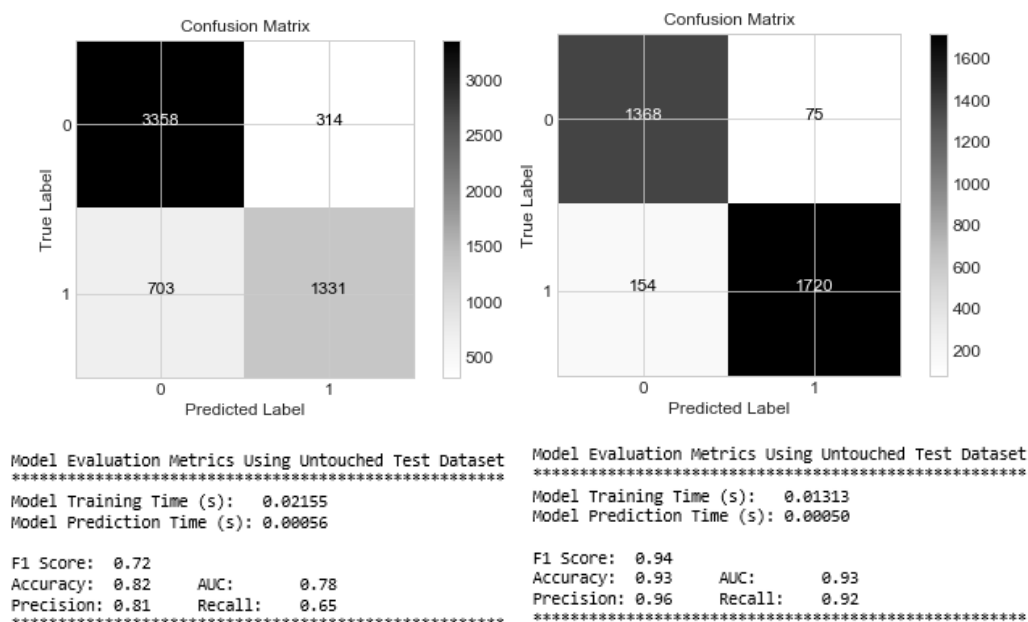 Confusion Matrix
3000
2500
2000
1500
1000
500
0
1
True Label
3358
314
703
1331
0
1
Predicted Label
Model Evaluation Metrics Using Untouched Test Dataset
*****************************************************
Model Training Time (s): 0.02155
Model Prediction Time (s): 0.00056
F1 Score: 0.72
Accuracy: 0.82 AUC: 0.78
Precision: 0.81 Recall: 0.65
*****************************************************
Confusion Matrix
1600
1400
1200
1000
800
600
400
200
0
1
True Label
1368
75
154
1720
0
1
Predicted Label
Model Evaluation Metrics Using Untouched Test Dataset
*****************************************************
Model Training Time (s): 0.01313
Model Prediction Time (s): 0.00050
F1 Score: 0.94
Accuracy: 0.93 AUC: 0.93
Precision: 0.96 Recall: 0.92
*****************************************************